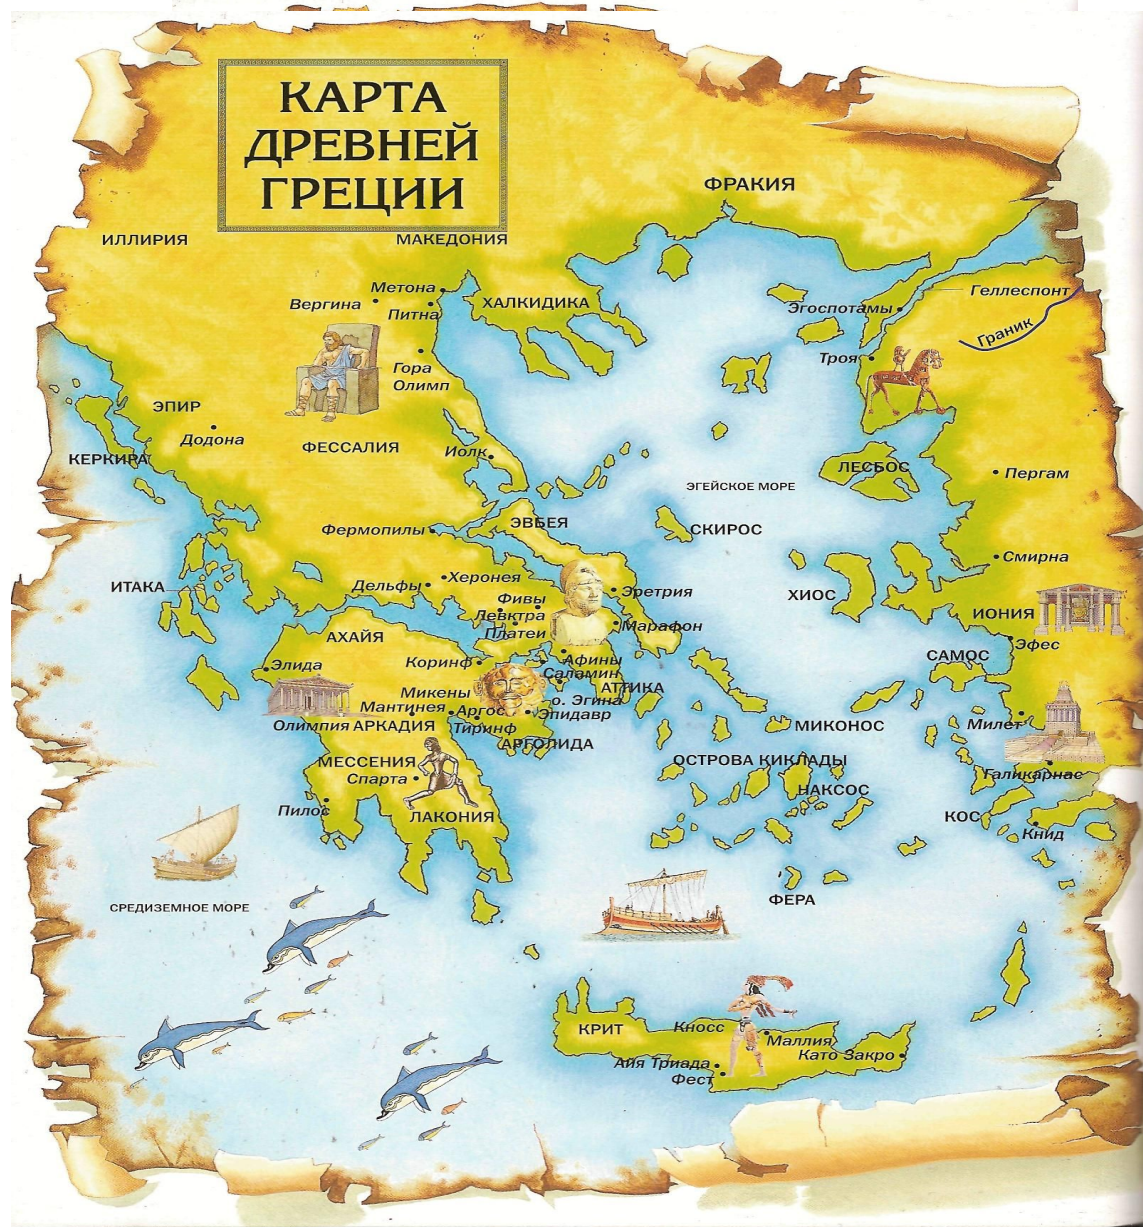 КАРТА
ДРЕВНЕЙ
ГРЕЦИИ
ФРАКИЯ
ИЛЛИРИЯ
МАКЕДОНИЯ
Метона
Вергина
Питна
ХАЛКИДИКА
Геллеспонт
Эгоспотамы
Граник
Троя
Гора
Олимп
ЭПИР
Додона
ФЕССАЛИЯ
Иолк
КЕРКИРА
ЛЕСБОС
Пергам
ЭГЕЙСКОЕ МОРЕ
Фермопилы
ЭВБЕЯ
СКИРОС
Смирна
ИТАКА
Дельфы
Херонея
Фивы
Эретрия
ХИОС
Левктра
Платеи
Марафон
ИОНИЯ
АХАЙЯ
Эфес
Элида
Коринф
Афины
Саламин
САМОС
АТТИКА
Микены
о. Эгина
Мантинея
Аргос
Эпидавр
Олимпия
АРКАДИЯ
Тиринф
МИКОНОС
Милет
АРГОЛИДА
МЕССЕНИЯ
ОСТРОВА КИКЛАДЫ
Спарта
Галикарнас
НАКСОС
Пилос
ЛАКОНИЯ
КОС
Книд
СРЕДИЗЕМНОЕ МОРЕ
ФЕРА
КРИТ
Кносс
Маллия
Като Закро
Айя Триада
Фест